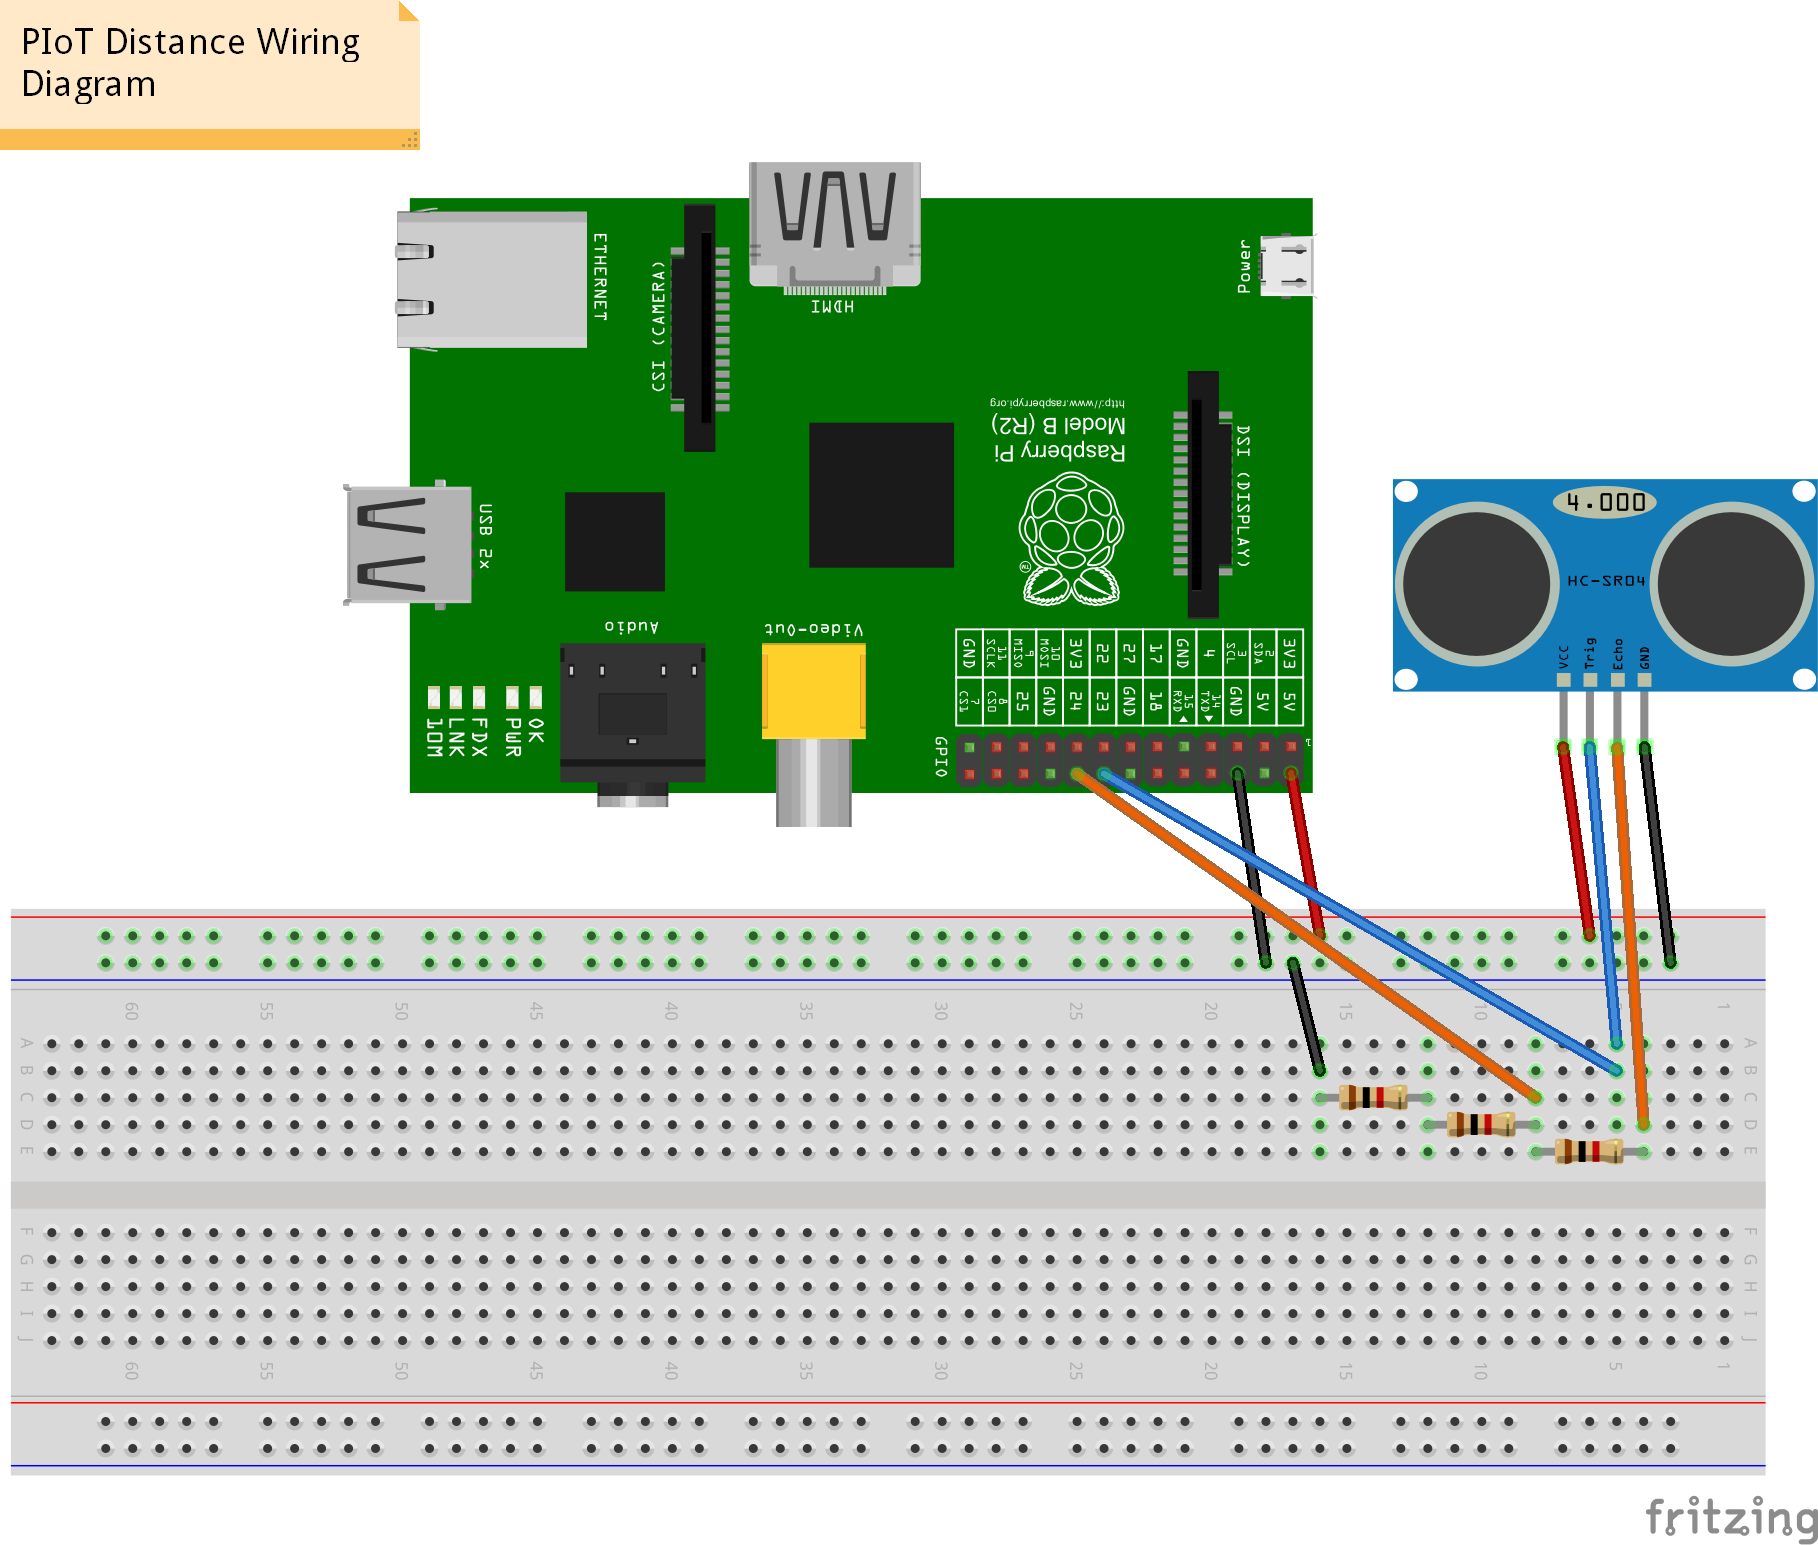 PIoT Distance Wiring
Diagram
ETHERNET
CSI (CAMERA)
HDMI
Power
http://www.raspberrypi.org
Model B (R2)
Raspberry Pi
TM
DSI (DISPLAY)
USB 2x
Audio
Video-Out
10M
LNK
FDX
PWR
OK
GND 11 SCLK 9 MISO 10 MOSI 3V3 22 27 17 GND 4 3 SCL 2 SDA 3V3
7 CS1 8 CS0 25 GND 24 23 GND 18 15 RXD 14 TXD GND 5V 5V
GPIO
1
4.000
HC-SR04
VCC Trig Echo GND
60 55 50 45 40 35 30 25 20 15 10 1
A A
B B
C C
D D
E E
F F
G G
H H
I I
J J
60 55 50 45 40 35 30 25 20 15 10 5 1
fritzing